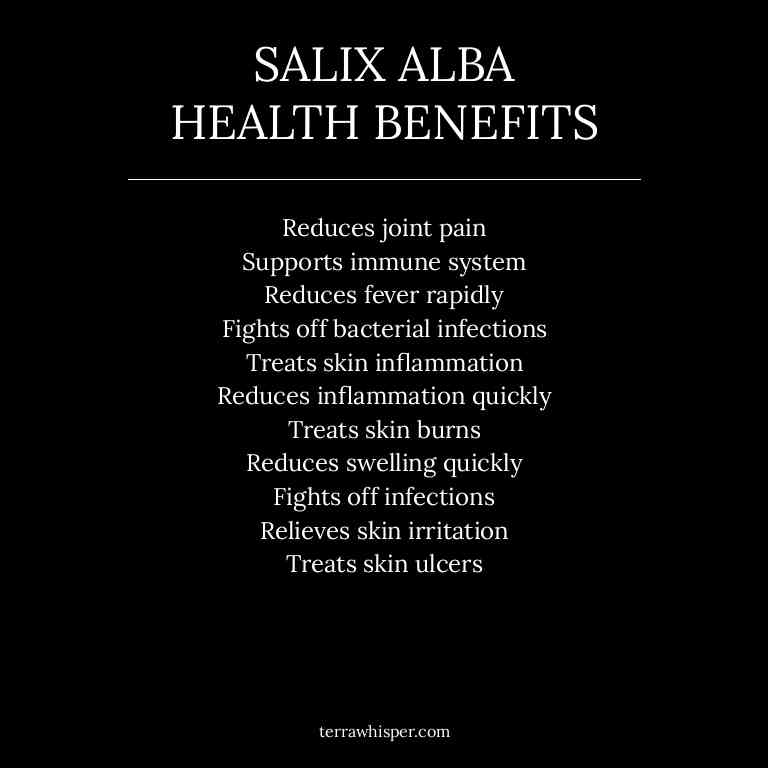 SALIX ALBA
HEALTH BENEFITS
Reduces joint pain
Supports immune system
Reduces fever rapidly
Fights off bacterial infections
Treats skin inflammation
Reduces inflammation quickly
Treats skin burns
Reduces swelling quickly
Fights off infections
Relieves skin irritation
Treats skin ulcers
terrawhisper.com